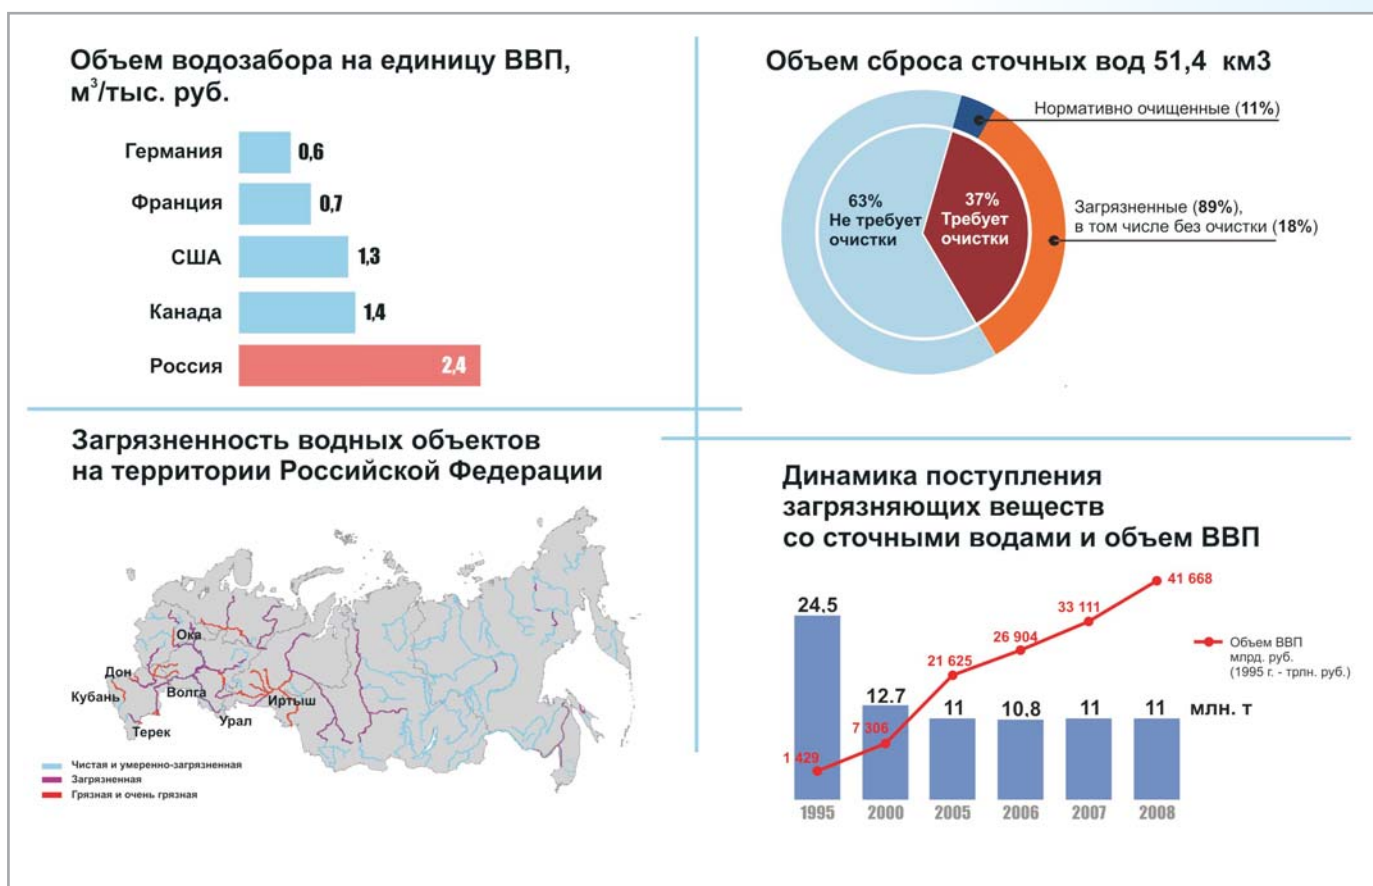 Объем водозабора на единицу ВВП,
м³/тыс. руб.
Германия
0,6
Франция
0,7
США
1,3
Канада
1,4
Россия
2,4
Объем сброса сточных вод 51,4 км3
Нормативно очищенные (11%)
63%
Не требует
очистки
37%
Требует
очистки
Загрязненные (89%),
в том числе без очистки (18%)
Загрязненность водных объектов
на территории Российской Федерации
Ока
Дон
Кубань
Волга
Иртыш
Урал
Терек
Чистая и умеренно-загрязненная
Загрязненная
Грязная и очень грязная
Динамика поступления
загрязняющих веществ
со сточными водами и объем ВВП
24,5
12.7
11
10,8
11
11
млн. т
1 429
7 306
21 625
26 904
33 111
41 668
Объем ВВП
млрд. руб.
(1995 г. - трлн. руб.)
1995
2000
2005
2006
2007
2008